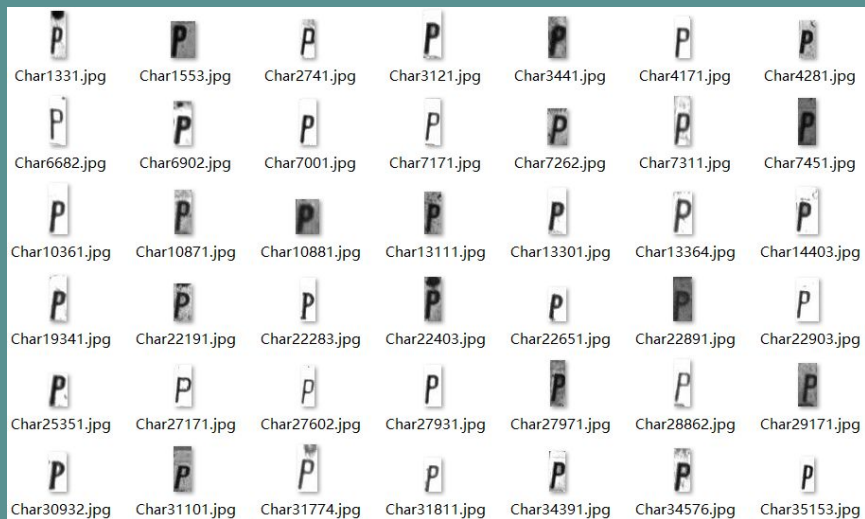 P P P P P P P
Char1331.jpg Char1553.jpg Char2741.jpg Char3121.jpg Char3441.jpg Char4171.jpg Char4281.jpg
P P P P P P P
Char6682.jpg Char6902.jpg Char7001.jpg Char7171.jpg Char7262.jpg Char7311.jpg Char7451.jpg
P P P P P P P
Char10361.jpg Char10871.jpg Char10881.jpg Char13111.jpg Char13301.jpg Char13364.jpg Char14403.jpg
P P P P P P P
Char19341.jpg Char22191.jpg Char22283.jpg Char22403.jpg Char22651.jpg Char22891.jpg Char22903.jpg
P P P P P P P
Char25351.jpg Char27171.jpg Char27602.jpg Char27931.jpg Char27971.jpg Char28862.jpg Char29171.jpg
P P P P P P P
Char30932.jpg Char31101.jpg Char31774.jpg Char31811.jpg Char34391.jpg Char34576.jpg Char35153.jpg